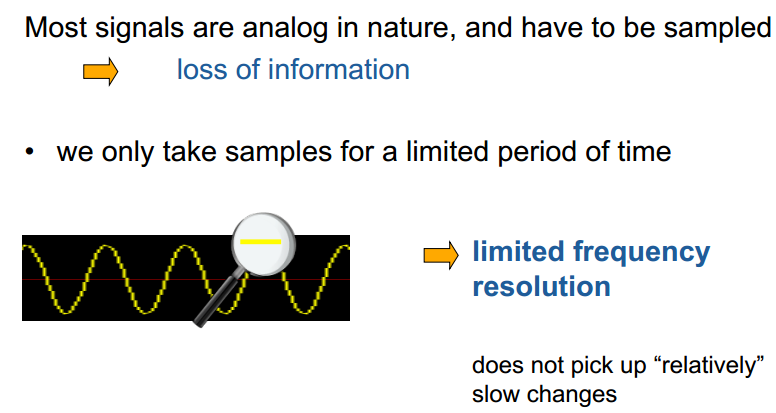 Most signals are analog in nature, and have to be sampled
loss of information
• we only take samples for a limited period of time
limited frequency
resolution
does not pick up “relatively”
slow changes